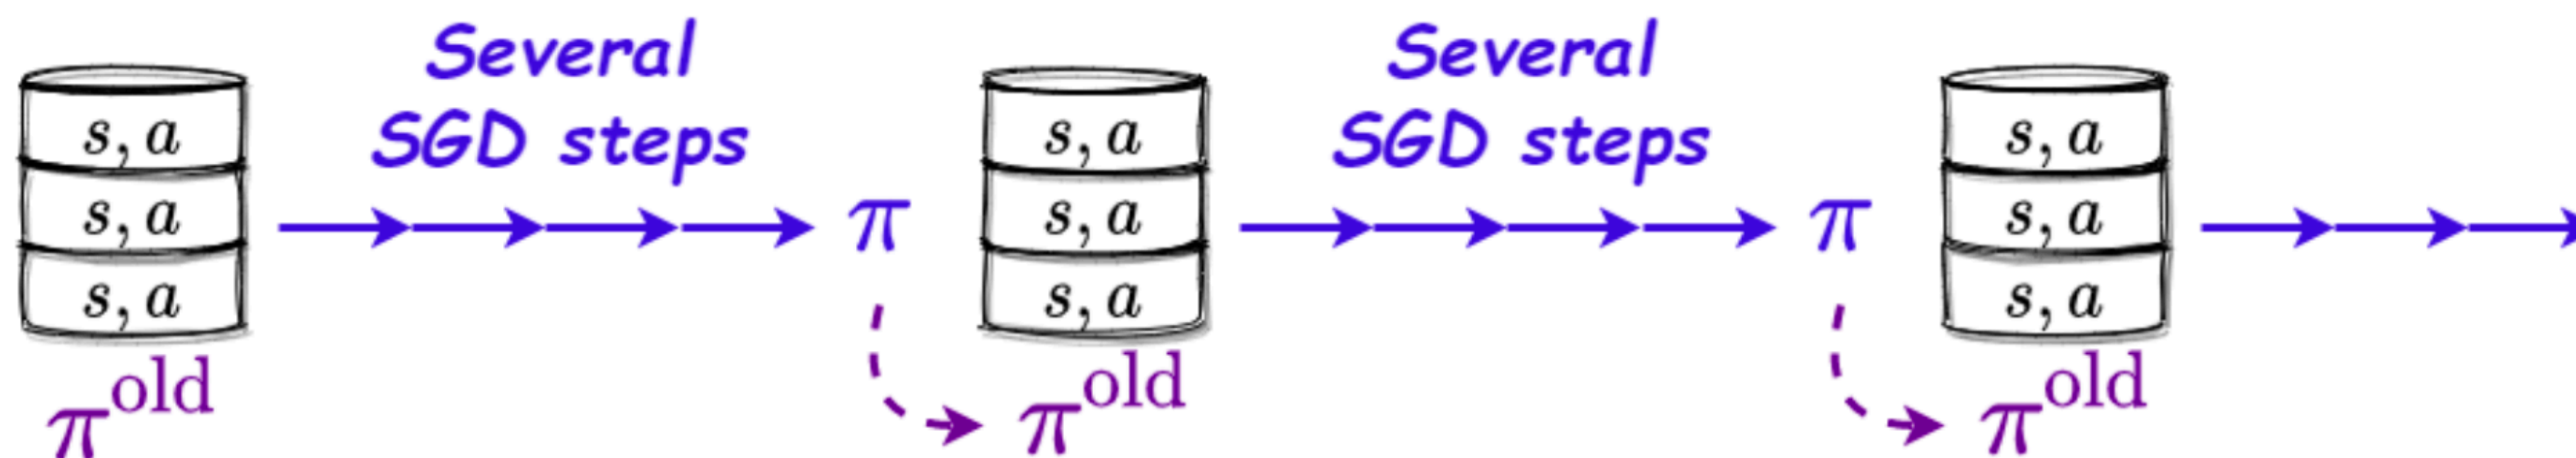 Several
SGD steps
s, a
s, a
s, a
π^old
π
Several
SGD steps
s, a
s, a
s, a
π^old
π
s, a
s, a
s, a
π^old